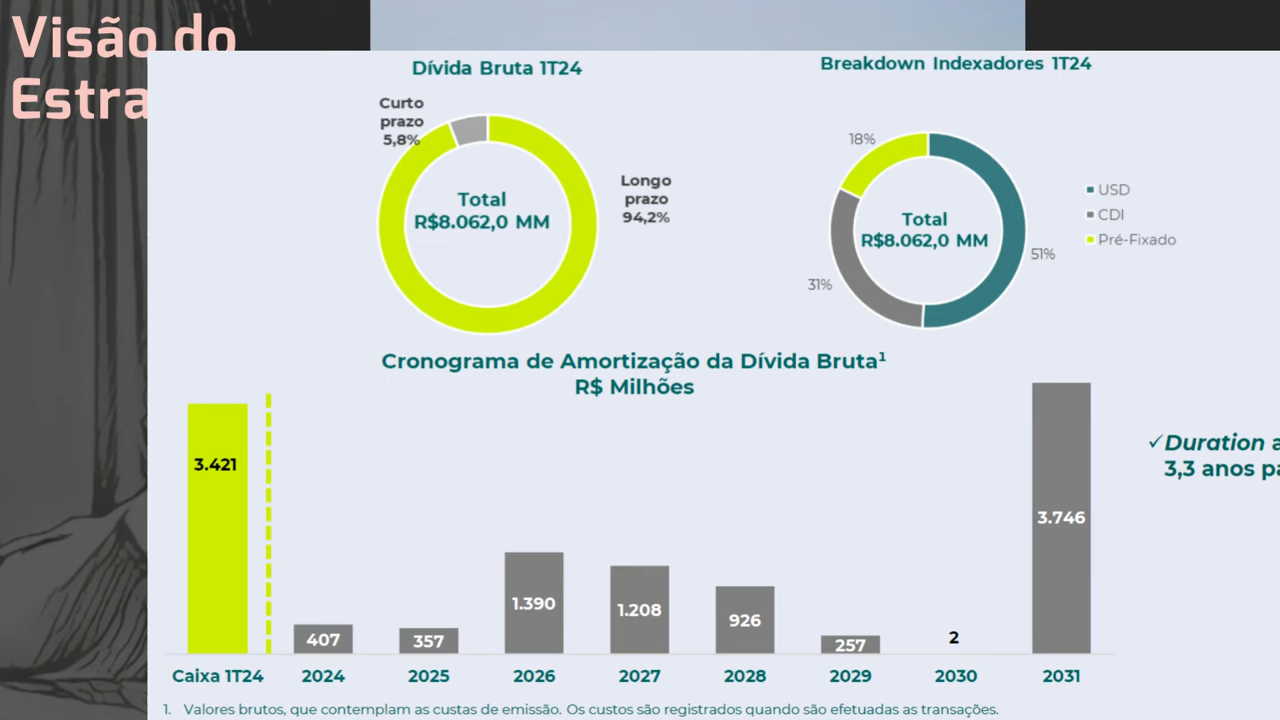 Visão do
Estra
Dívida Bruta 1T24
Curto
prazo
5,8%
Total
R$8.062,0 MM
Longo
prazo
94,2%
Breakdown Indexadores 1T24
18%
Total
R$8.062,0 MM
31%
51%
USD
CDI
Pré-Fixado
Cronograma de Amortização da Dívida Bruta¹
R$ Milhões
3.421
407
357
1.390
1.208
926
257
2
3.746
Caixa 1T24
2024
2025
2026
2027
2028
2029
2030
2031
✓Duration a
3,3 anos pa
1. Valores brutos, que contemplam as custas de emissão. Os custos são registrados quando são efetuadas as transações.